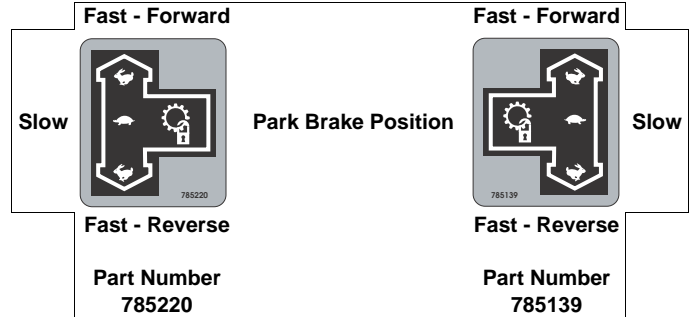 Fast - Forward Fast - Forward
Slow Park Brake Position Slow
785220 785139
Fast - Reverse Fast - Reverse
Part Number Part Number
785220 785139